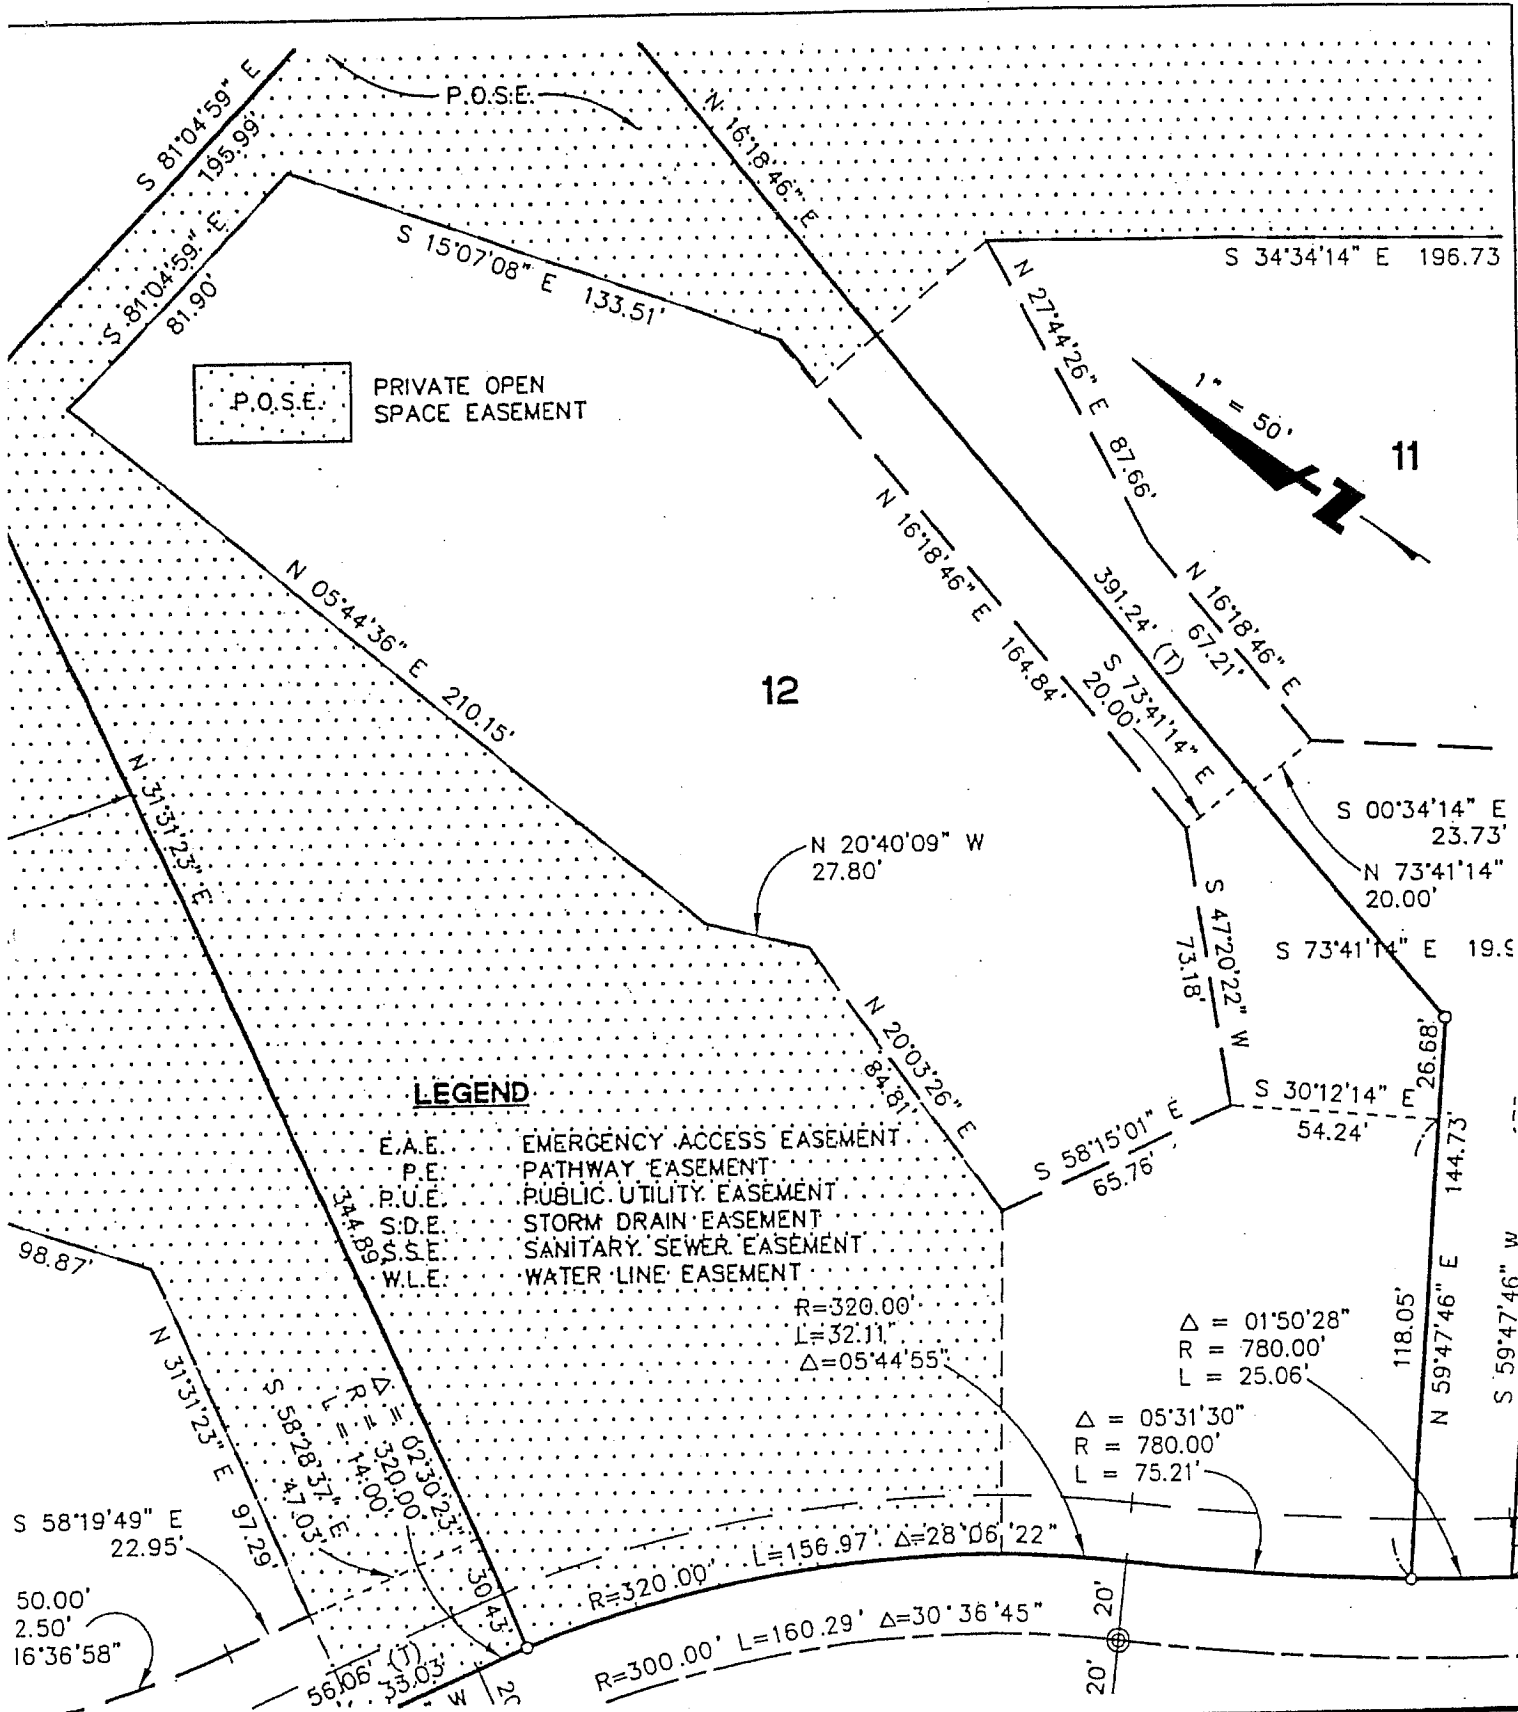 P.O.S.E.
S 81°04'59" E
195.99'
N 16°18'46" E
S 81°04'59" E
81.90'
S 15°07'08" E 133.51'
S 34°34'14" E 196.73
N 27°44'26" E 87.66'
1" = 50'
11
P.O.S.E.
PRIVATE OPEN
SPACE EASEMENT
N 16°18'46" E 164.84'
N 05°44'36" E 210.15'
12
391.24' (T)
N 16°18'46" E
67.21'
S 73°41'14" E
20.00'
N 31°31'23" E
344.89'
N 20°40'09" W
27.80'
S 00°34'14" E
23.73'
N 73°41'14"
20.00'
S 73°41'14" E 19.9
S 47°20'22" W
73.18'
N 20°03'26" E
84.81'
26.68'
S 30°12'14" E
54.24'
S 58°15'01" E
65.76'
144.73'
118.05'
N 59°47'46" E
S 59°47'46" W
LEGEND
E.A.E. EMERGENCY ACCESS EASEMENT
P.E. PATHWAY EASEMENT
P.U.E. PUBLIC UTILITY EASEMENT
S.D.E. STORM DRAIN EASEMENT
S.S.E. SANITARY SEWER EASEMENT
W.L.E. WATER LINE EASEMENT
98.87'
R=320.00'
L=32.11'
Δ=05°44'55"
Δ = 01°50'28"
R = 780.00'
L = 25.06'
Δ = 05°31'30"
R = 780.00'
L = 75.21'
N 31°31'23" E 97.29'
S 58°28'37" E
47.03'
Δ = 02°30'23"
R = 320.00'
L = 14.00'
30.43'
S 58°19'49" E
22.95'
50.00'
2.50'
16°36'58"
R=320.00' L=156.97' Δ=28°06'22"
R=300.00' L=160.29' Δ=30°36'45"
56.06' (T)
33.03'
W
20'
20'
N